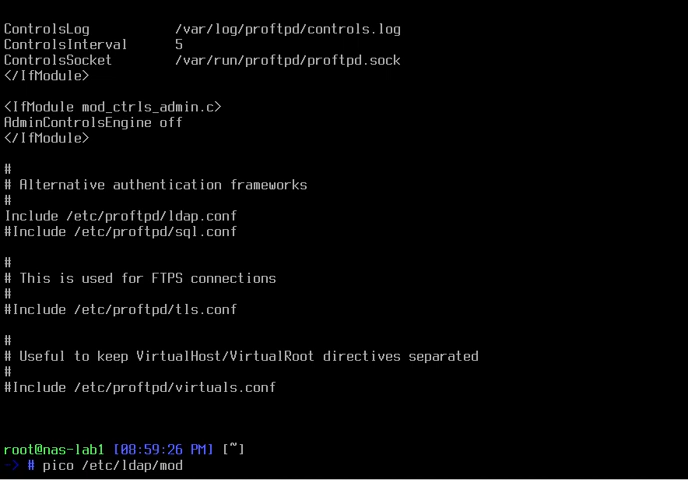 ControlsLog           /var/log/proftpd/controls.log
ControlsInterval      5
ControlsSocket        /var/run/proftpd/proftpd.sock
</IfModule>
<IfModule mod_ctrls_admin.c>
AdminControlsEngine off
</IfModule>
#
# Alternative authentication frameworks
#
Include /etc/proftpd/ldap.conf
#Include /etc/proftpd/sql.conf
#
# This is used for FTPS connections
#
#Include /etc/proftpd/tls.conf
#
# Useful to keep VirtualHost/VirtualRoot directives separated
#
#Include /etc/proftpd/virtuals.conf
root@nas-lab1 [08:59:26 PM] [~]
-> # pico /etc/ldap/mod